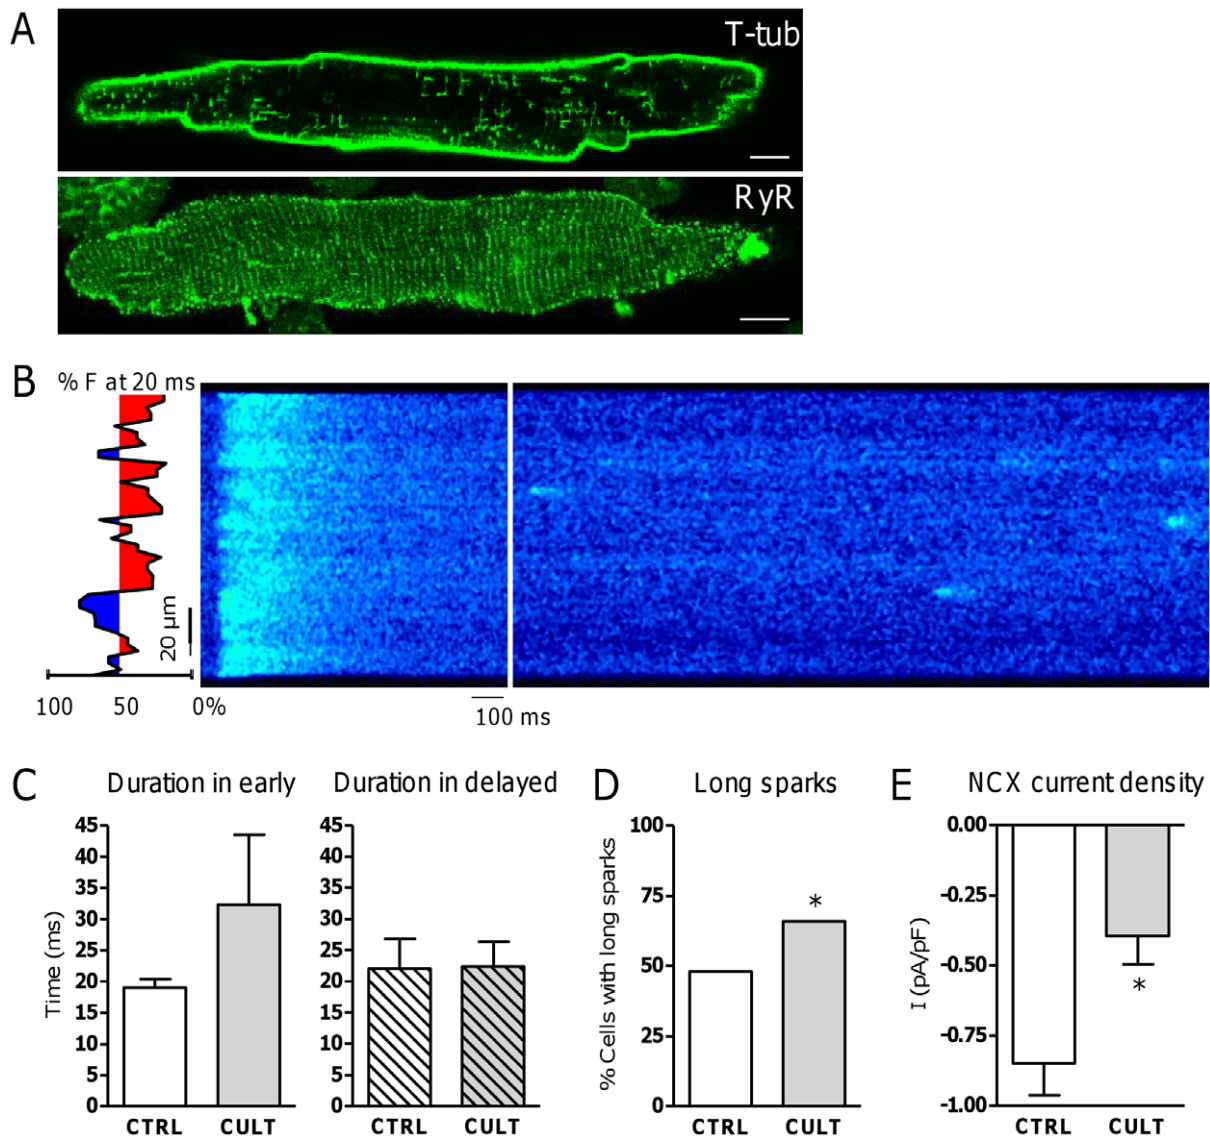 A
T-tub
RyR
B
% F at 20 ms
20 µm
100 50 0%
100 ms
C
Duration in early
Time (ms)
45
40
35
30
25
20
15
10
5
0
CTRL CULT
Duration in delayed
45
40
35
30
25
20
15
10
5
0
CTRL CULT
D
Long sparks
% Cells with long sparks
100
75
50
25
0
*
CTRL CULT
E
NCX current density
I (pA/pF)
0.00
-0.25
-0.50
-0.75
-1.00
*
CTRL CULT